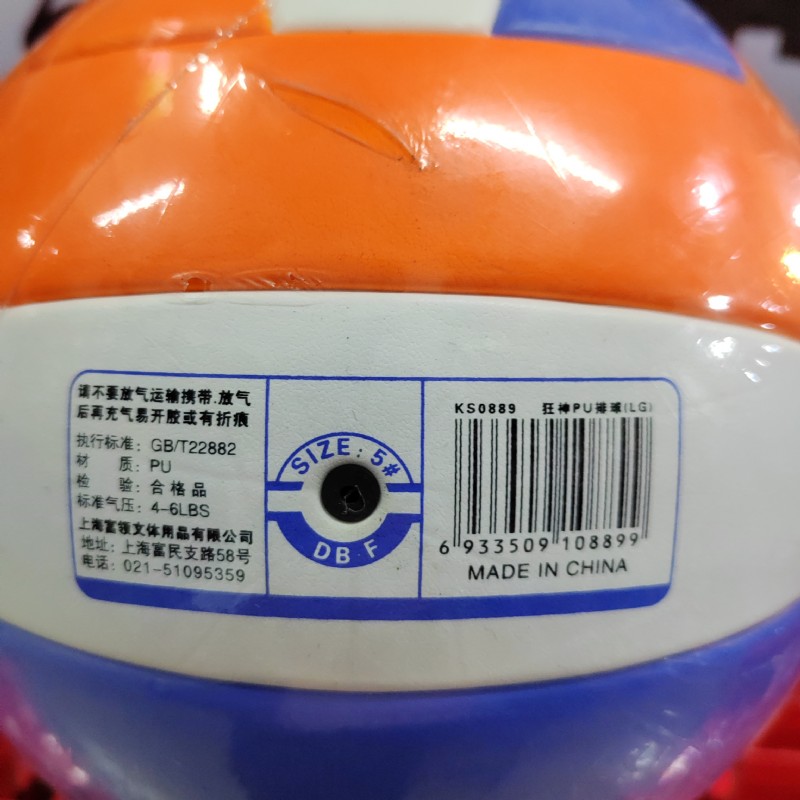 请不要放气运输携带.放气
后再充气易开胶或有折痕
执行标准: GB/T22882
材 质: PU
检 验: 合格品
标准气压: 4-6LBS
上海富领文体用品有限公司
地址: 上海富民支路58号
电话: 021-51095359
SIZE: 5#
DB·F
KS0889 狂神PU排球(LG)
6 933509 108899
MADE IN CHINA